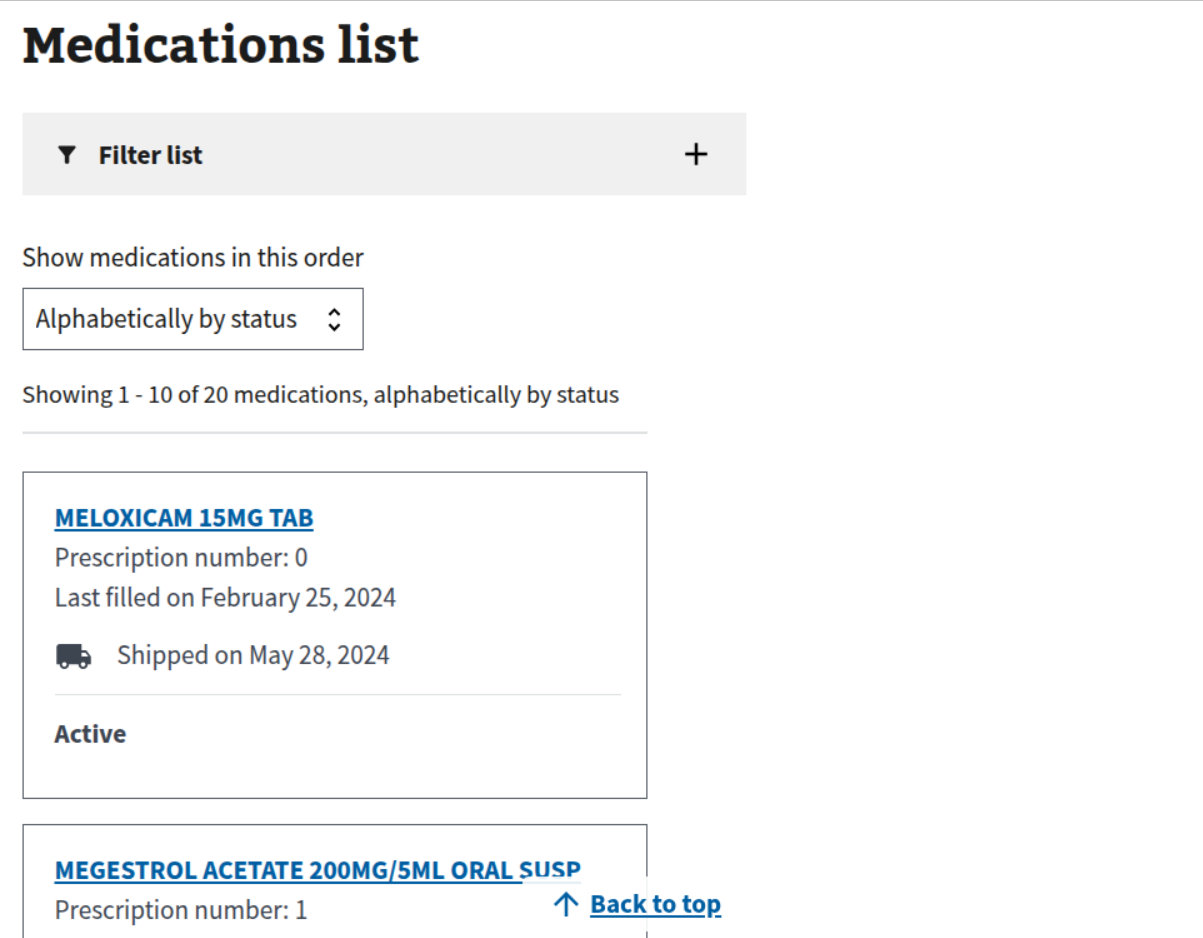 Medications list
Filter list
Show medications in this order
Alphabetically by status
Showing 1 - 10 of 20 medications, alphabetically by status
MELOXICAM 15MG TAB
Prescription number: 0
Last filled on February 25, 2024
Shipped on May 28, 2024
Active
MEGESTROL ACETATE 200MG/5ML ORAL SUSP
Prescription number: 1
Back to top